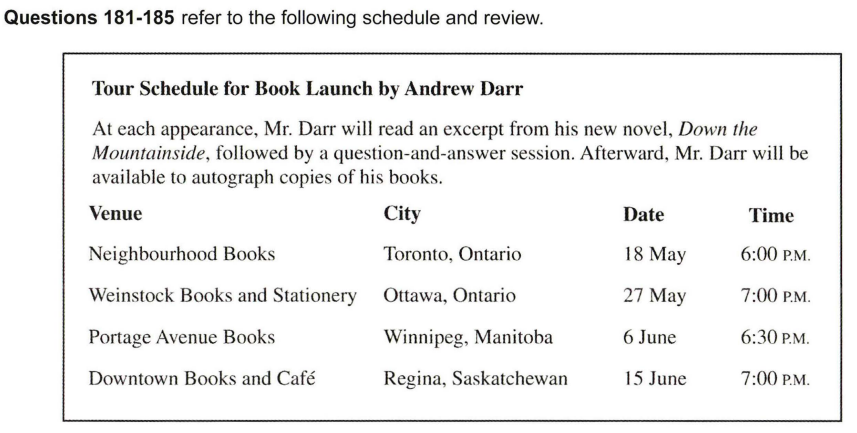 Questions 181-185 refer to the following schedule and review.
Tour Schedule for Book Launch by Andrew Darr
At each appearance, Mr. Darr will read an excerpt from his new novel, Down the
Mountainside, followed by a question-and-answer session. Afterward, Mr. Darr will be
available to autograph copies of his books.
Venue City Date Time
Neighbourhood Books Toronto, Ontario 18 May 6:00 P.M.
Weinstock Books and Stationery Ottawa, Ontario 27 May 7:00 P.M.
Portage Avenue Books Winnipeg, Manitoba 6 June 6:30 P.M.
Downtown Books and Café Regina, Saskatchewan 15 June 7:00 P.M.